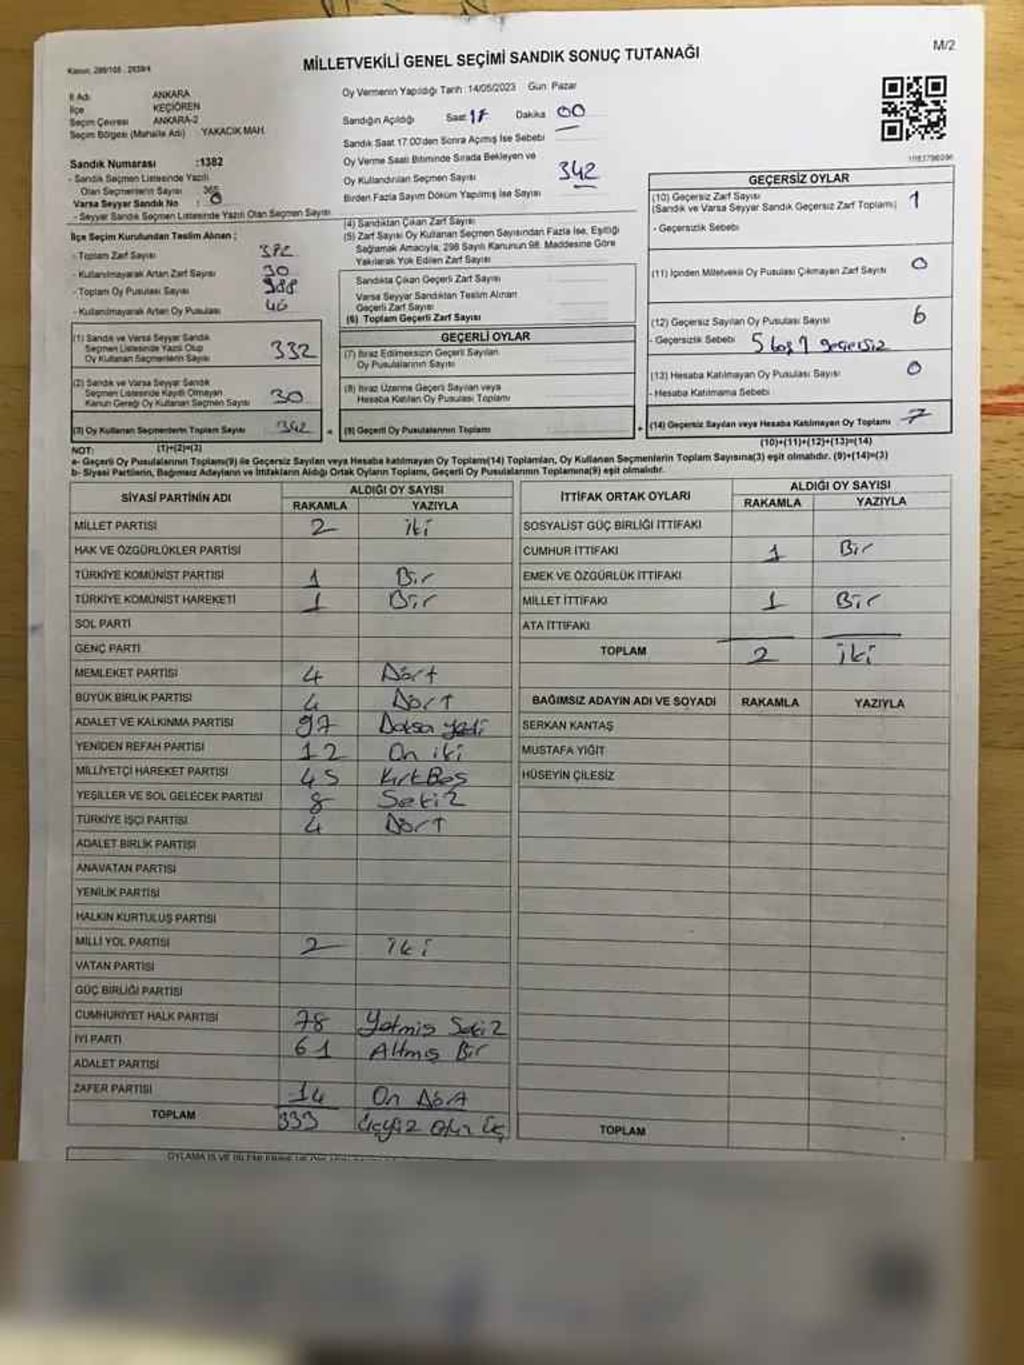 M/2
MİLLETVEKİLİ GENEL SEÇİMİ SANDIK SONUÇ TUTANAĞI
İl Adı ANKARA
İlçe KEÇİÖREN
Seçim Çevresi ANKARA-2
Seçim Bölgesi (Mahalle Adı) YAKACIK MAH.
Sandık Numarası :1382
- Sandık Seçmen Listesinde Yazılı
Olan Seçmenlerin Sayısı
Varsa Seyyar Sandık No : 0
- Seyyar Sandık Seçmen Listesinde Yazılı Olan Seçmen Sayısı
Oy Vermenin Yapıldığı Tarih :14/05/2023 Gün: Pazar
Sandığın Açıldığı Saat 17 Dakika 00
Sandık Saat 17.00'den Sonra Açılmış İse Sebebi
Oy Verme Saati Bitiminde Sırada Bekleyen ve
Oy Kullandırılan Seçmen Sayısı 342
Birden Fazla Sayım Döküm Yapılmış İse Sayısı
İlçe Seçim Kurulundan Teslim Alınan ;
- Toplam Zarf Sayısı 372
- Kullanılmayarak Artan Zarf Sayısı 30
- Toplam Oy Pusulası Sayısı 388
- Kullanılmayarak Artan Oy Pusulası 46
(1) Sandık ve Varsa Seyyar Sandık
Seçmen Listesinde Yazılı Olup
Oy Kullanan Seçmenlerin Sayısı 332
(2) Sandık ve Varsa Seyyar Sandık
Seçmen Listesinde Kayıtlı Olmayan
Kanun Gereği Oy Kullanan Seçmen Sayısı 30
(3) Oy Kullanan Seçmenlerin Toplam Sayısı 342
(4) Sandıktan Çıkan Zarf Sayısı
(5) Zarf Sayısı Oy Kullanan Seçmen Sayısından Fazla İse, Eşitliği
Sağlamak Amacıyla, 298 Sayılı Kanunun 98. Maddesine Göre
Yakılarak Yok Edilen Zarf Sayısı
Sandıkta Çıkan Geçerli Zarf Sayısı
Varsa Seyyar Sandıktan Teslim Alınan
Geçerli Zarf Sayısı
(6) Toplam Geçerli Zarf Sayısı
GEÇERLİ OYLAR
(7) İtiraz Edilmeksizin Geçerli Sayılan
Oy Pusulalarının Sayısı
(8) İtiraz Üzerine Geçerli Sayılan veya
Hesaba Katılan Oy Pusulası Toplamı
(9) Geçerli Oy Pusulalarının Toplamı
GEÇERSİZ OYLAR
(10) Geçersiz Zarf Sayısı 1
(Sandık ve Varsa Seyyar Sandık Geçersiz Zarf Toplamı)
- Geçersizlik Sebebi
(11) İçinden Milletvekili Oy Pusulası Çıkmayan Zarf Sayısı 0
(12) Geçersiz Sayılan Oy Pusulası Sayısı 6
- Geçersizlik Sebebi 5 boş 1 geçersiz
(13) Hesaba Katılmayan Oy Pusulası Sayısı 0
- Hesaba Katılmama Sebebi
(14) Geçersiz Sayılan veya Hesaba Katılmayan Oy Toplamı 7
NOT: (1)+(2)=(3) (10)+(11)+(12)+(13)=(14)
a- Geçerli Oy Pusulalarının Toplamı(9) ile Geçersiz Sayılan veya Hesaba katılmayan Oy Toplamı(14) Toplamları, Oy Kullanan Seçmenlerin Toplam Sayısına(3) eşit olmalıdır. (9)+(14)=(3)
b- Siyasi Partilerin, Bağımsız Adayların ve İttifakların Aldığı Ortak Oyların Toplamı, Geçerli Oy Pusulalarının Toplamına(9) eşit olmalıdır.
SİYASİ PARTİNİN ADI ALDIĞI OY SAYISI
RAKAMLA YAZIYLA
MİLLET PARTİSİ 2 iki
HAK VE ÖZGÜRLÜKLER PARTİSİ
TÜRKİYE KOMÜNİST PARTİSİ 1 Bir
TÜRKİYE KOMÜNİST HAREKETİ 1 Bir
SOL PARTİ
GENÇ PARTİ
MEMLEKET PARTİSİ 4 Dört
BÜYÜK BİRLİK PARTİSİ 4 Dört
ADALET VE KALKINMA PARTİSİ 97 Doksan yedi
YENİDEN REFAH PARTİSİ 12 On iki
MİLLİYETÇİ HAREKET PARTİSİ 45 Kırk Beş
YEŞİLLER VE SOL GELECEK PARTİSİ 8 Sekiz
TÜRKİYE İŞÇİ PARTİSİ 4 Dört
ADALET BİRLİK PARTİSİ
ANAVATAN PARTİSİ
YENİLİK PARTİSİ
HALKIN KURTULUŞ PARTİSİ
MİLLİ YOL PARTİSİ 2 iki
VATAN PARTİSİ
GÜÇ BİRLİĞİ PARTİSİ
CUMHURİYET HALK PARTİSİ 78 Yetmiş Sekiz
İYİ PARTİ 61 Altmış Bir
ADALET PARTİSİ
ZAFER PARTİSİ 14 On Dört
TOPLAM 333 Üçyüz Otuz Üç
İTTİFAK ORTAK OYLARI ALDIĞI OY SAYISI
RAKAMLA YAZIYLA
SOSYALİST GÜÇ BİRLİĞİ İTTİFAKI
CUMHUR İTTİFAKI 1 Bir
EMEK VE ÖZGÜRLÜK İTTİFAKI
MİLLET İTTİFAKI 1 Bir
ATA İTTİFAKI
TOPLAM 2 iki
BAĞIMSIZ ADAYIN ADI VE SOYADI RAKAMLA YAZIYLA
SERKAN KANTAŞ
MUSTAFA YİĞİT
HÜSEYİN ÇİLESİZ
TOPLAM